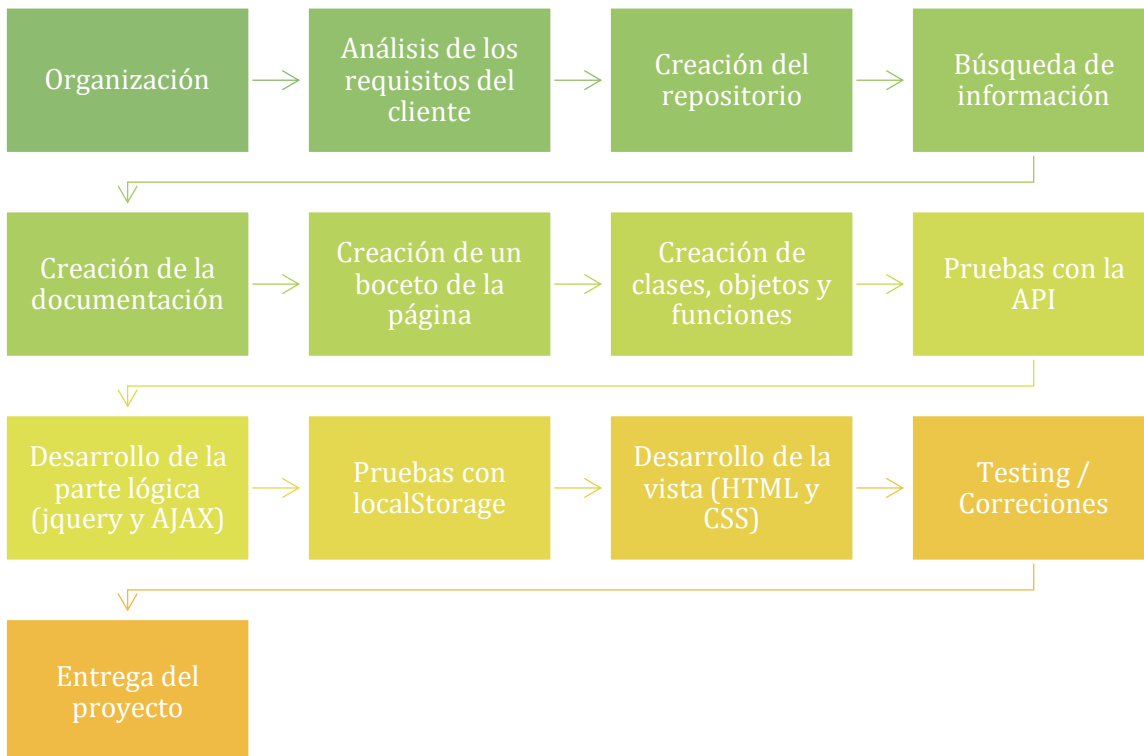 Organización
Análisis de los
requisitos del
cliente
Creación del
repositorio
Búsqueda de
información
Creación de la
documentación
Creación de un
boceto de la
página
Creación de
clases, objetos y
funciones
Pruebas con la
API
Desarrollo de la
parte lógica
(jquery y AJAX)
Pruebas con
localStorage
Desarrollo de la
vista (HTML y
CSS)
Testing /
Correciones
Entrega del
proyecto